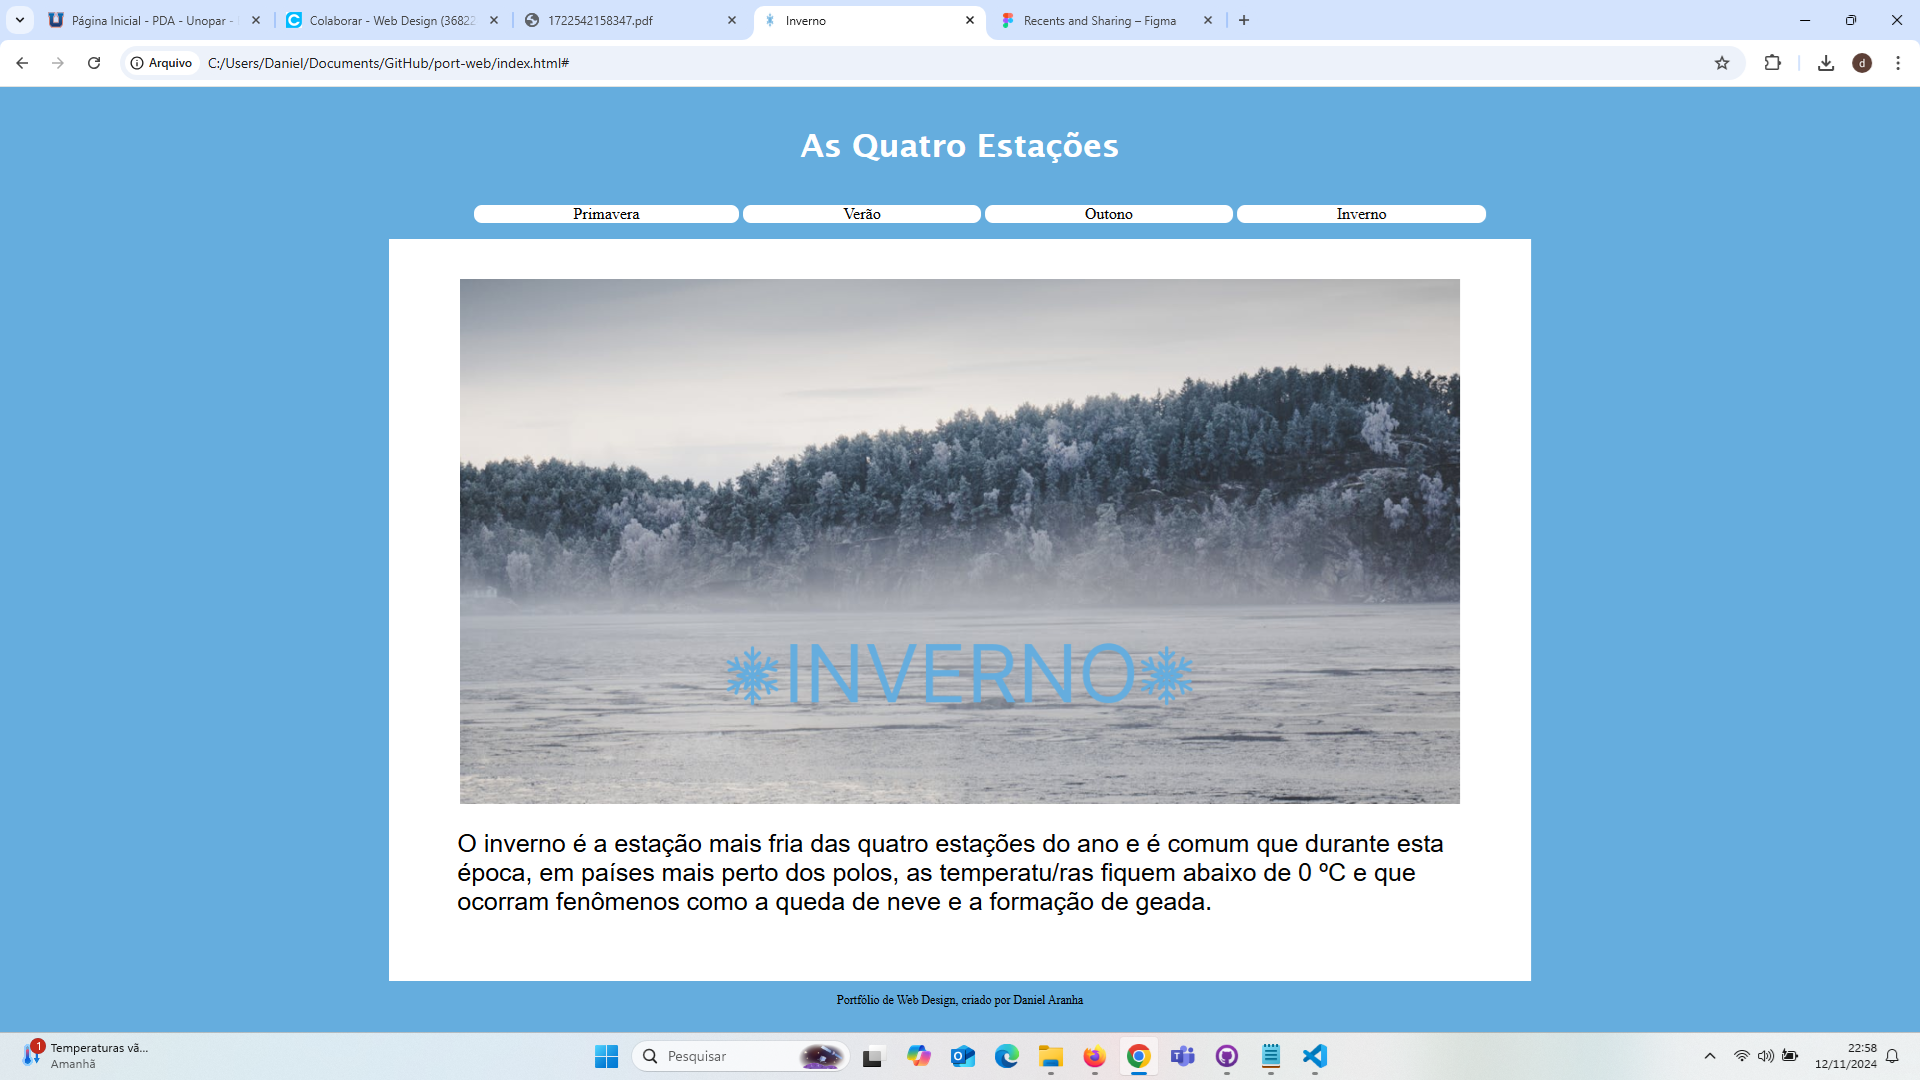 Página Inicial - PDA - Unopar -
Colaborar - Web Design (36822
1722542158347.pdf
Inverno
Recents and Sharing – Figma
Arquivo
C:/Users/Daniel/Documents/GitHub/port-web/index.html#
d
As Quatro Estações
Primavera
Verão
Outono
Inverno
INVERNO
O inverno é a estação mais fria das quatro estações do ano e é comum que durante esta
época, em países mais perto dos polos, as temperatu/ras fiquem abaixo de 0 ºC e que
ocorram fenômenos como a queda de neve e a formação de geada.
Portfólio de Web Design, criado por Daniel Aranha
1
Temperaturas vã...
Amanhã
Pesquisar
22:58
12/11/2024